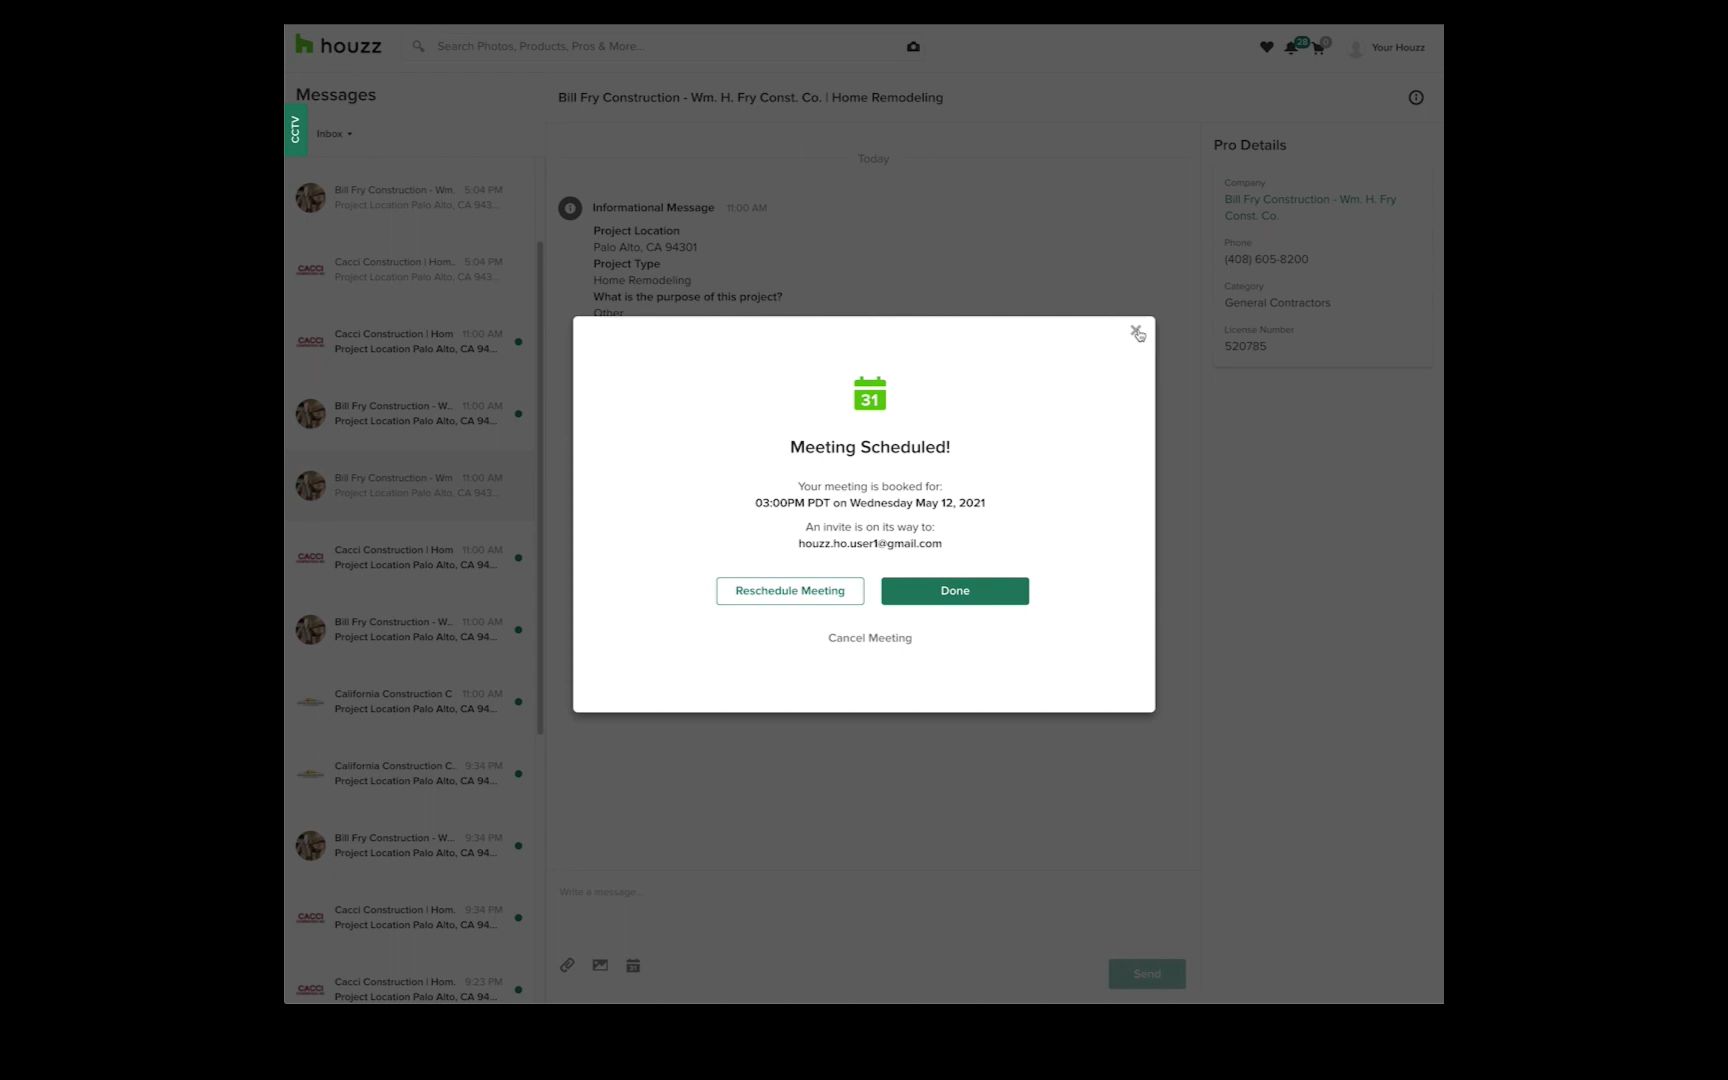 houzz
Search Photos, Products, Pros & More...
28
0
Your Houzz
Messages
CCTV
Inbox
Bill Fry Construction - Wm. 5:04 PM
Project Location Palo Alto, CA 943...
CACCI
Cacci Construction | Hom.. 5:04 PM
Project Location Palo Alto, CA 943...
CACCI
Cacci Construction | Hom 11:00 AM
Project Location Palo Alto, CA 94...
Bill Fry Construction - W.. 11:00 AM
Project Location Palo Alto, CA 94...
Bill Fry Construction - Wm 11:00 AM
Project Location Palo Alto, CA 943...
CACCI
Cacci Construction | Hom 11:00 AM
Project Location Palo Alto, CA 94...
Bill Fry Construction - W.. 11:00 AM
Project Location Palo Alto, CA 94...
California Construction C 11:00 AM
Project Location Palo Alto, CA 94...
California Construction C. 9:34 PM
Project Location Palo Alto, CA 94...
Bill Fry Construction - W... 9:34 PM
Project Location Palo Alto, CA 94...
CACCI
Cacci Construction | Hom. 9:34 PM
Project Location Palo Alto, CA 94...
CACCI
Cacci Construction | Hom. 9:23 PM
Project Location Palo Alto, CA 94...
Bill Fry Construction - Wm. H. Fry Const. Co. | Home Remodeling
Today
Informational Message 11:00 AM
Project Location
Palo Alto, CA 94301
Project Type
Home Remodeling
What is the purpose of this project?
Other
31
Meeting Scheduled!
Your meeting is booked for:
03:00PM PDT on Wednesday May 12, 2021
An invite is on its way to:
houzz.ho.user1@gmail.com
Reschedule Meeting
Done
Cancel Meeting
Write a message...
31
Send
Pro Details
Company
Bill Fry Construction - Wm. H. Fry
Const. Co.
Phone
(408) 605-8200
Category
General Contractors
License Number
520785